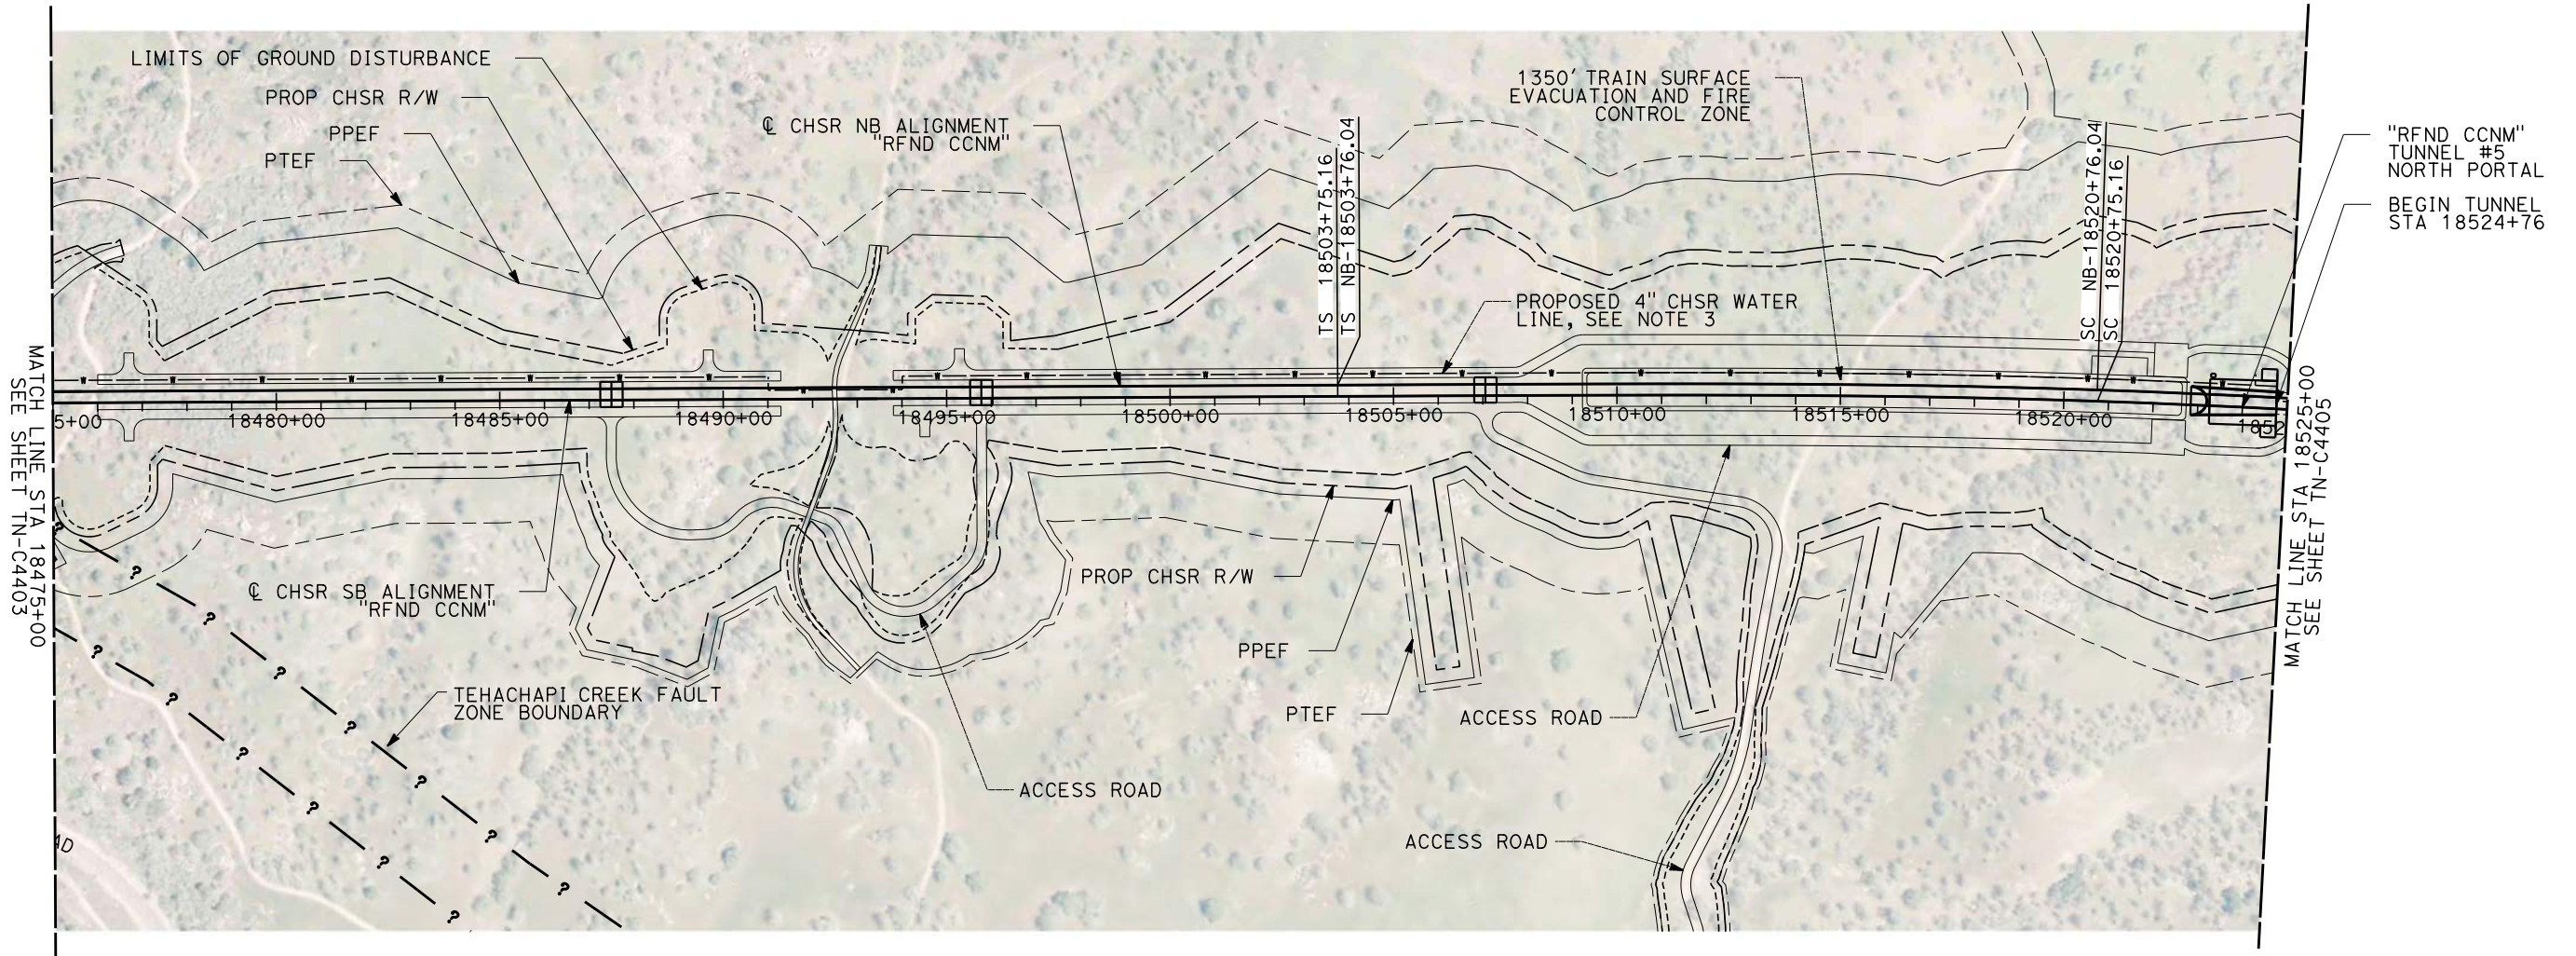 LIMITS OF GROUND DISTURBANCE
PROP CHSR R/W
PPEF
PTEF
℄ CHSR NB ALIGNMENT
"RFND CCNM"
1350' TRAIN SURFACE
EVACUATION AND FIRE
CONTROL ZONE
"RFND CCNM"
TUNNEL #5
NORTH PORTAL
BEGIN TUNNEL
STA 18524+76
TS 18503+75.16
TS NB-18503+76.04
SC NB-18520+76.04
SC 18520+75.16
PROPOSED 4" CHSR WATER
LINE, SEE NOTE 3
MATCH LINE STA 18475+00
SEE SHEET TN-C4403
5+00
18480+00
18485+00
18490+00
18495+00
18500+00
18505+00
18510+00
18515+00
18520+00
1852
MATCH LINE STA 18525+00
SEE SHEET TN-C4405
℄ CHSR SB ALIGNMENT
"RFND CCNM"
PROP CHSR R/W
PPEF
PTEF
ACCESS ROAD
TEHACHAPI CREEK FAULT
ZONE BOUNDARY
ACCESS ROAD
ACCESS ROAD
AD
? ? ? ? ? ? ? ?
? ? ? ? ? ?